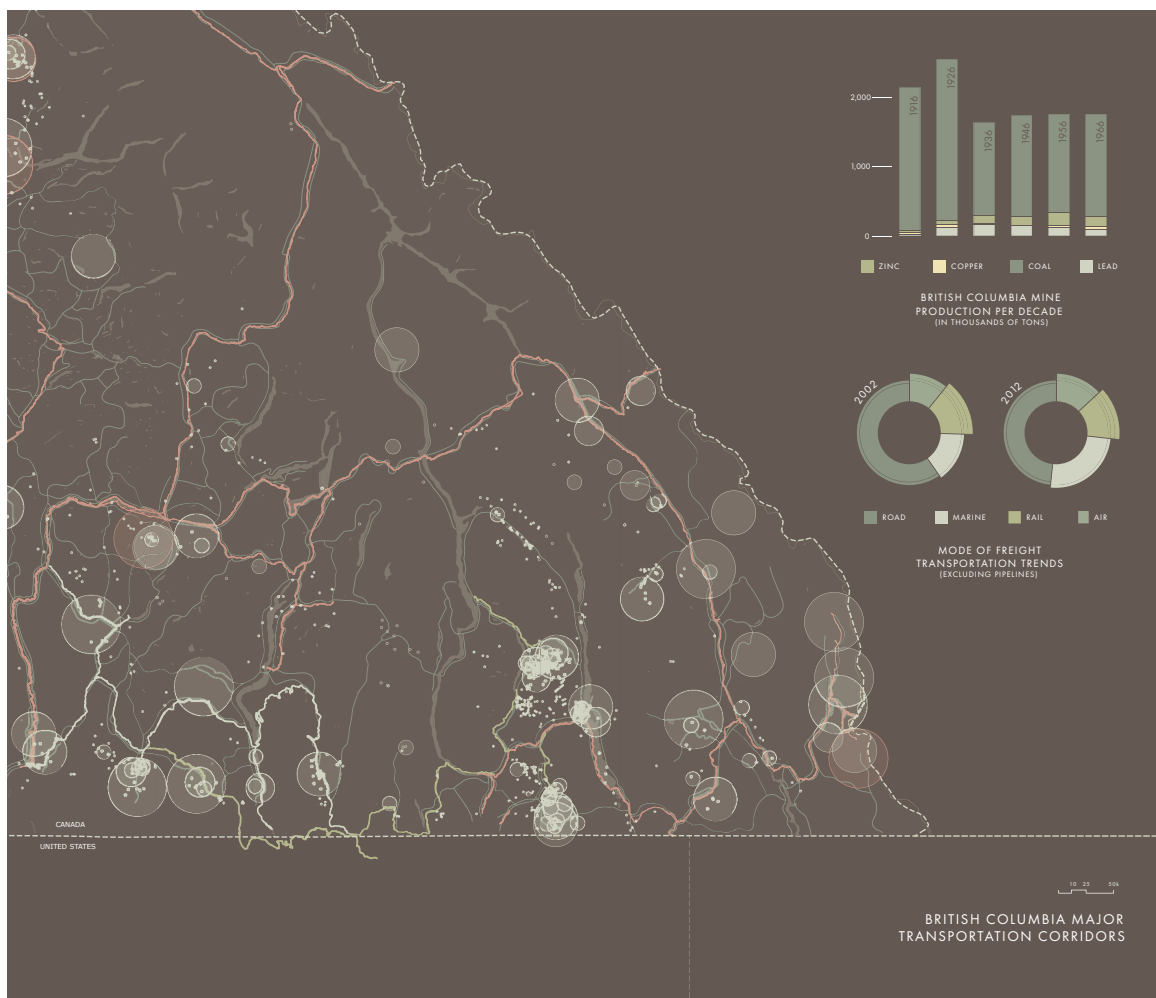 2,000
1,000
0
1916
1926
1936
1946
1956
1966
ZINC COPPER COAL LEAD
BRITISH COLUMBIA MINE
PRODUCTION PER DECADE
(IN THOUSANDS OF TONS)
2002
2012
ROAD MARINE RAIL AIR
MODE OF FREIGHT
TRANSPORTATION TRENDS
(EXCLUDING PIPELINES)
CANADA
UNITED STATES
10 25
BRITISH COLUMBIA MAJOR
TRANSPORTATION CORRIDORS